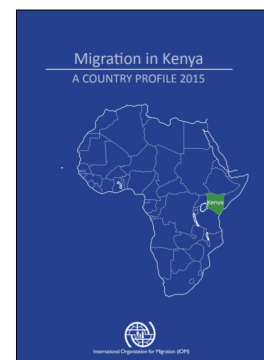 Migration in Kenya
A COUNTRY PROFILE 2015
Kenya
International Organization for Migration (IOM)